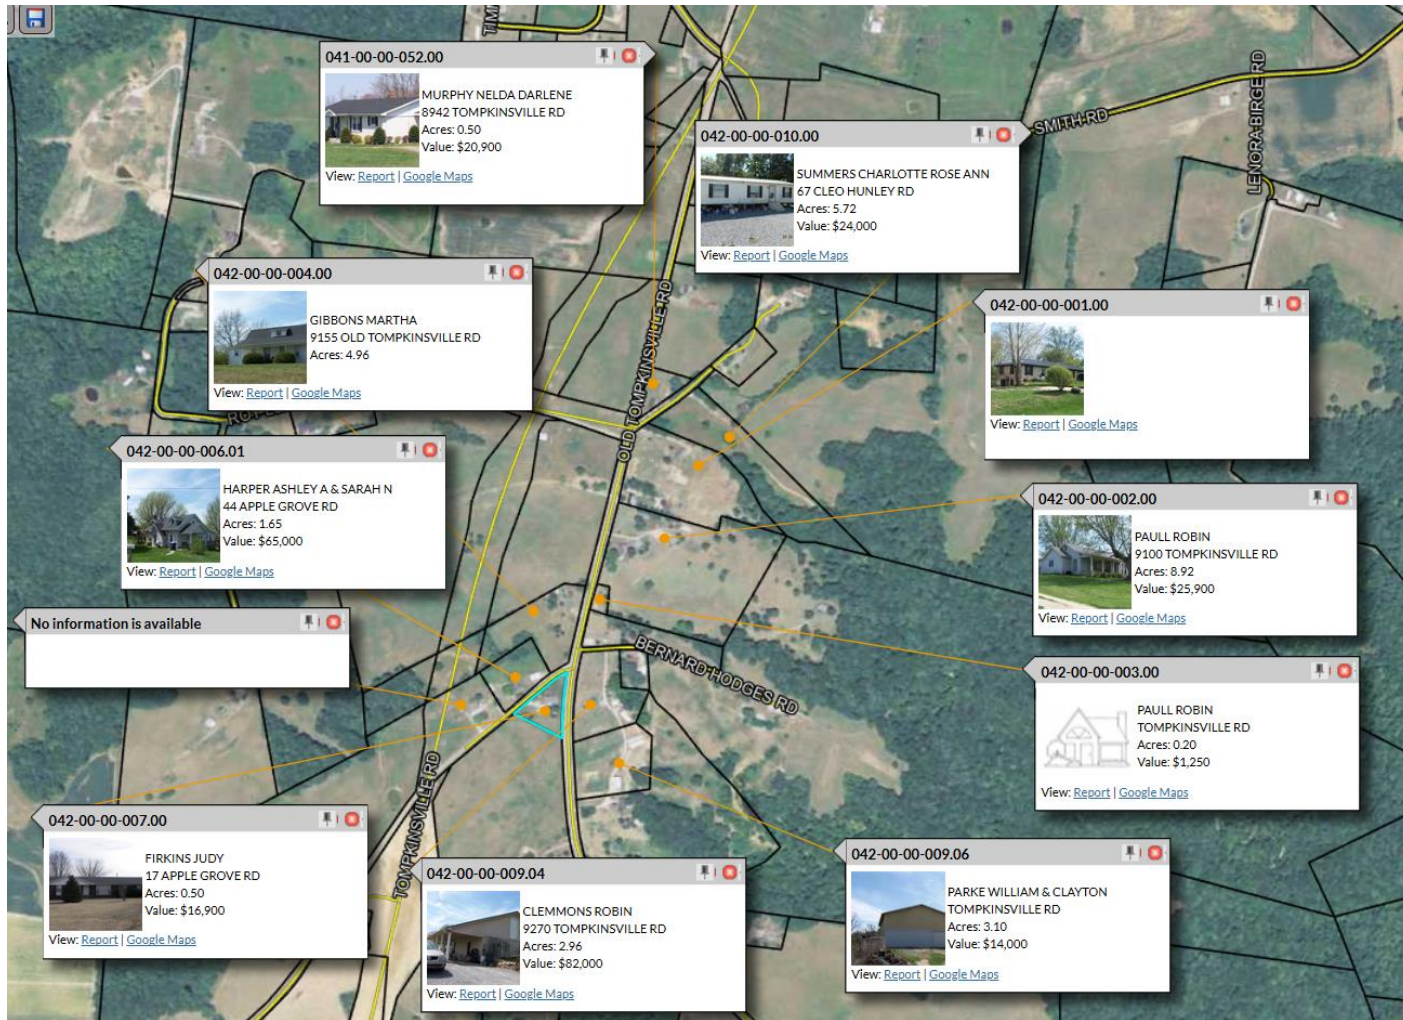 TIM
041-00-00-052.00
MURPHY NELDA DARLENE
8942 TOMPKINSVILLE RD
Acres: 0.50
Value: $20,900
View: Report | Google Maps
042-00-00-010.00
SUMMERS CHARLOTTE ROSE ANN
67 CLEO HUNLEY RD
Acres: 5.72
Value: $24,000
View: Report | Google Maps
SMITH RD
LENORA BIRGE RD
042-00-00-004.00
GIBBONS MARTHA
9155 OLD TOMPKINSVILLE RD
Acres: 4.96
View: Report | Google Maps
OLD TOMPKINSVILLE RD
042-00-00-001.00
View: Report | Google Maps
042-00-00-006.01
HARPER ASHLEY A & SARAH N
44 APPLE GROVE RD
Acres: 1.65
Value: $65,000
View: Report | Google Maps
042-00-00-002.00
PAULL ROBIN
9100 TOMPKINSVILLE RD
Acres: 8.92
Value: $25,900
View: Report | Google Maps
No information is available
BERNARD HODGES RD
042-00-00-003.00
PAULL ROBIN
TOMPKINSVILLE RD
Acres: 0.20
Value: $1,250
View: Report | Google Maps
TOMPKINSVILLE RD
042-00-00-007.00
FIRKINS JUDY
17 APPLE GROVE RD
Acres: 0.50
Value: $16,900
View: Report | Google Maps
042-00-00-009.04
CLEMMONS ROBIN
9270 TOMPKINSVILLE RD
Acres: 2.96
Value: $82,000
View: Report | Google Maps
042-00-00-009.06
PARKE WILLIAM & CLAYTON
TOMPKINSVILLE RD
Acres: 3.10
Value: $14,000
View: Report | Google Maps